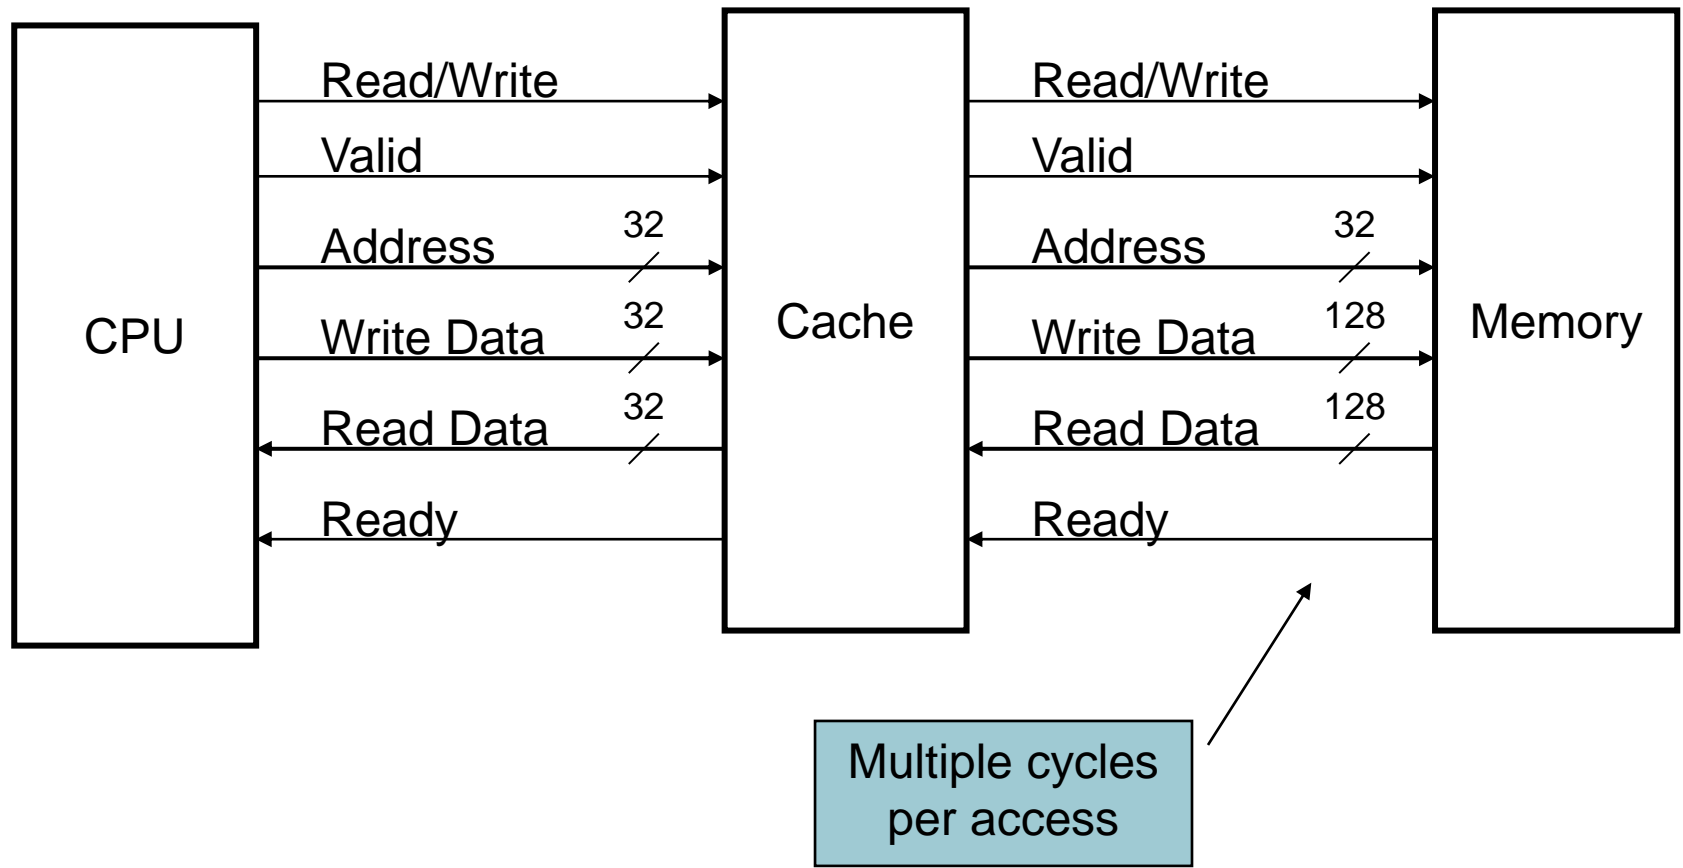 Read/Write
Read/Write
Valid
Valid
32
32
Address
Address
32
128
CPU
Write Data
Cache
Write Data
Memory
32
128
Read Data
Read Data
Ready
Ready
Multiple cycles
per access